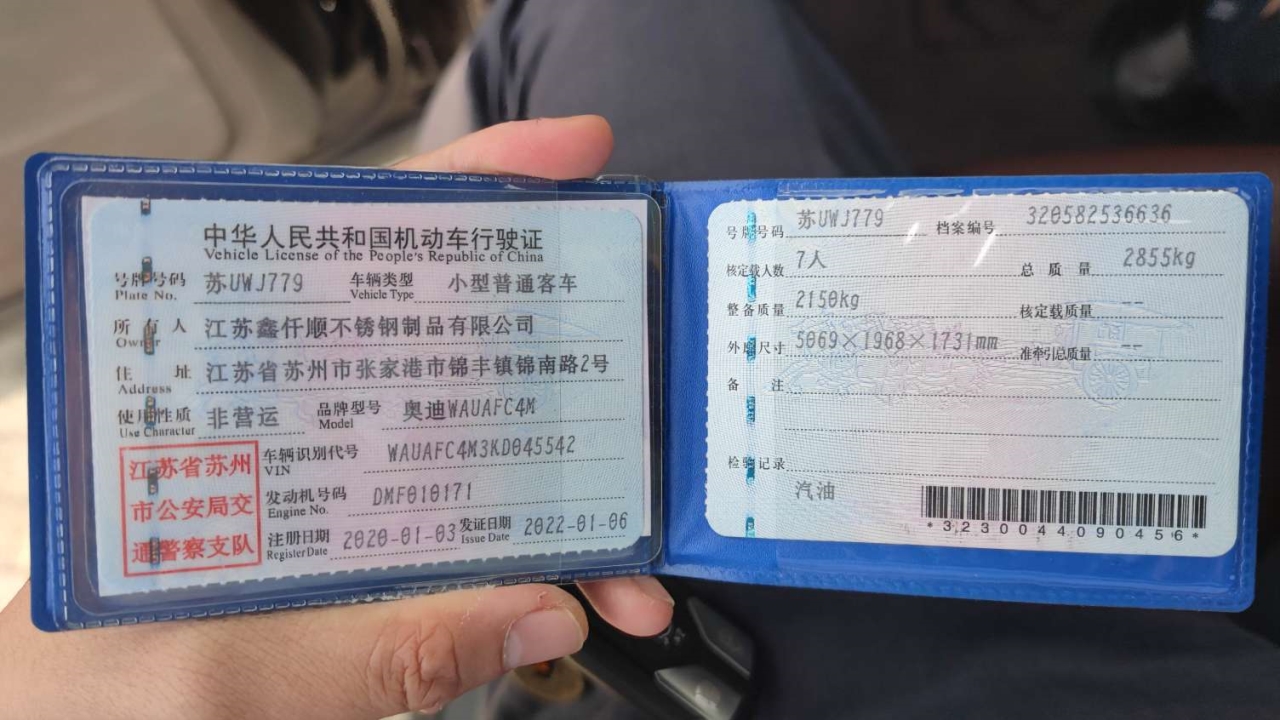 中华人民共和国机动车行驶证
Vehicle License of the People's Republic of China
号牌号码 苏UWJ779 车辆类型 小型普通客车
Plate No. Vehicle Type
所有人 江苏鑫仟顺不锈钢制品有限公司
Owner
住址 江苏省苏州市张家港市锦丰镇锦南路2号
Address
使用性质 非营运 品牌型号 奥迪WAUAFC4M
Use Character Model
江苏省苏州
市公安局交
通警察支队
车辆识别代号 WAUAFC4M3KD045542
VIN
发动机号码 DMF010171
Engine No.
注册日期 2020-01-03 发证日期 2022-01-06
Register Date Issue Date
号牌号码 苏UWJ779 档案编号 320582536636
核定载人数 7人 总质量 2855kg
整备质量 2150kg 核定载质量 --
外廓尺寸 5069×1968×1731mm 准牵引总质量 --
备注
检验记录
汽油
*3230044090456*